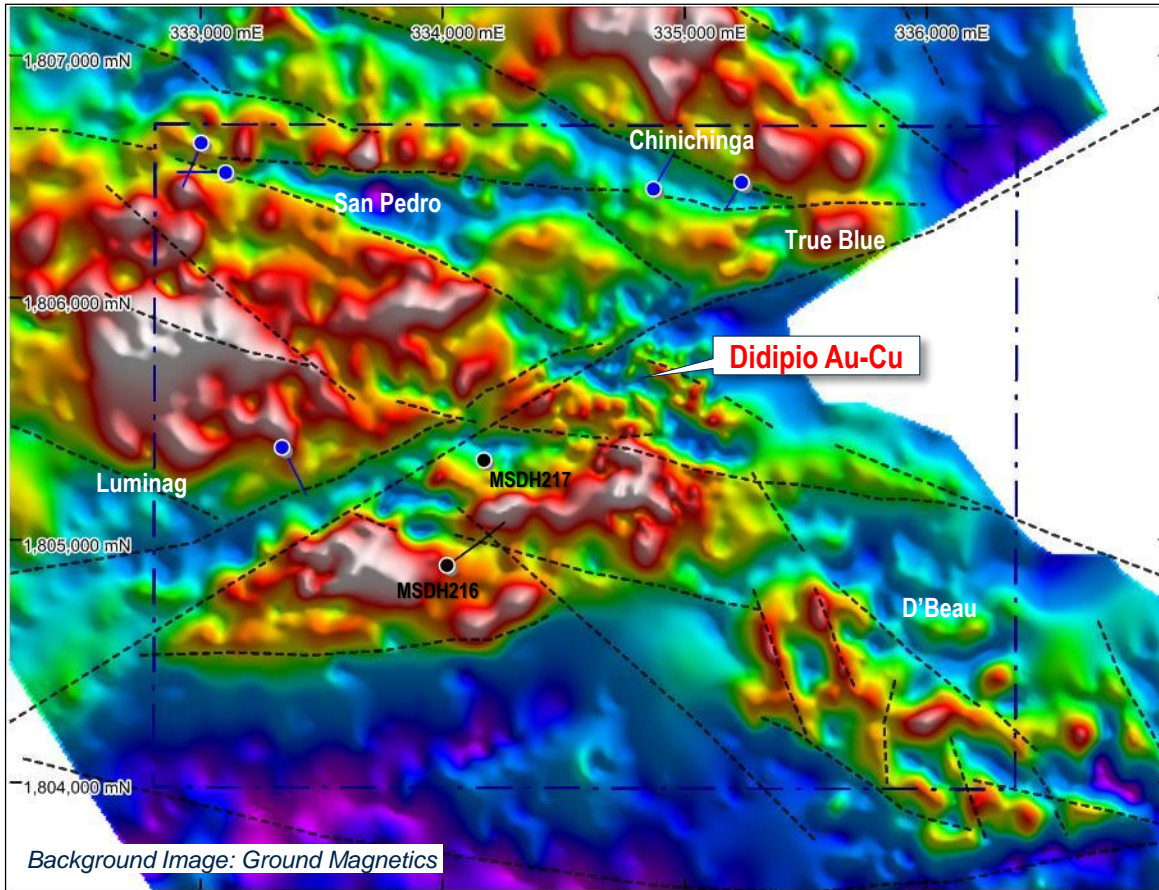 333,000 mE
334,000 mE
335,000 mE
336,000 mE
1,807,000 mN
Chinichinga
San Pedro
True Blue
1,806,000 mN
Didipio Au-Cu
Luminag
MSDH217
1,805,000 mN
MSDH216
D'Beau
1,804,000 mN
Background Image: Ground Magnetics